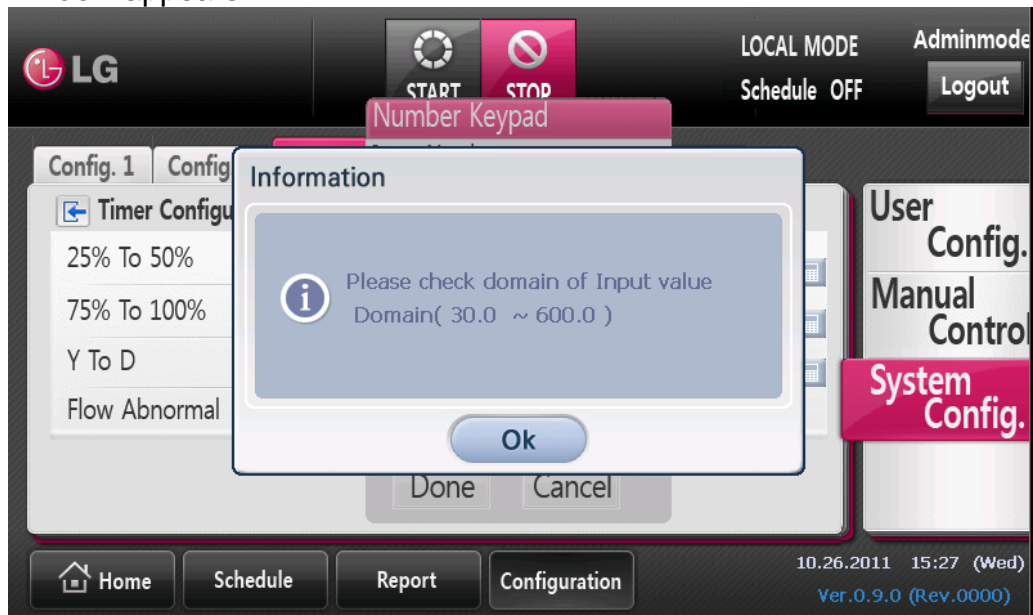 LG
START
STOP
LOCAL MODE
Schedule OFF
Adminmode
Logout
Number Keypad
Config. 1
Config.
Timer Configu
25% To 50%
75% To 100%
Y To D
Flow Abnormal
Information
Please check domain of Input value
Domain( 30.0 ~ 600.0 )
Ok
Done
Cancel
User
Config.
Manual
Control
System
Config.
Home
Schedule
Report
Configuration
10.26.2011 15:27 (Wed)
Ver.0.9.0 (Rev.0000)